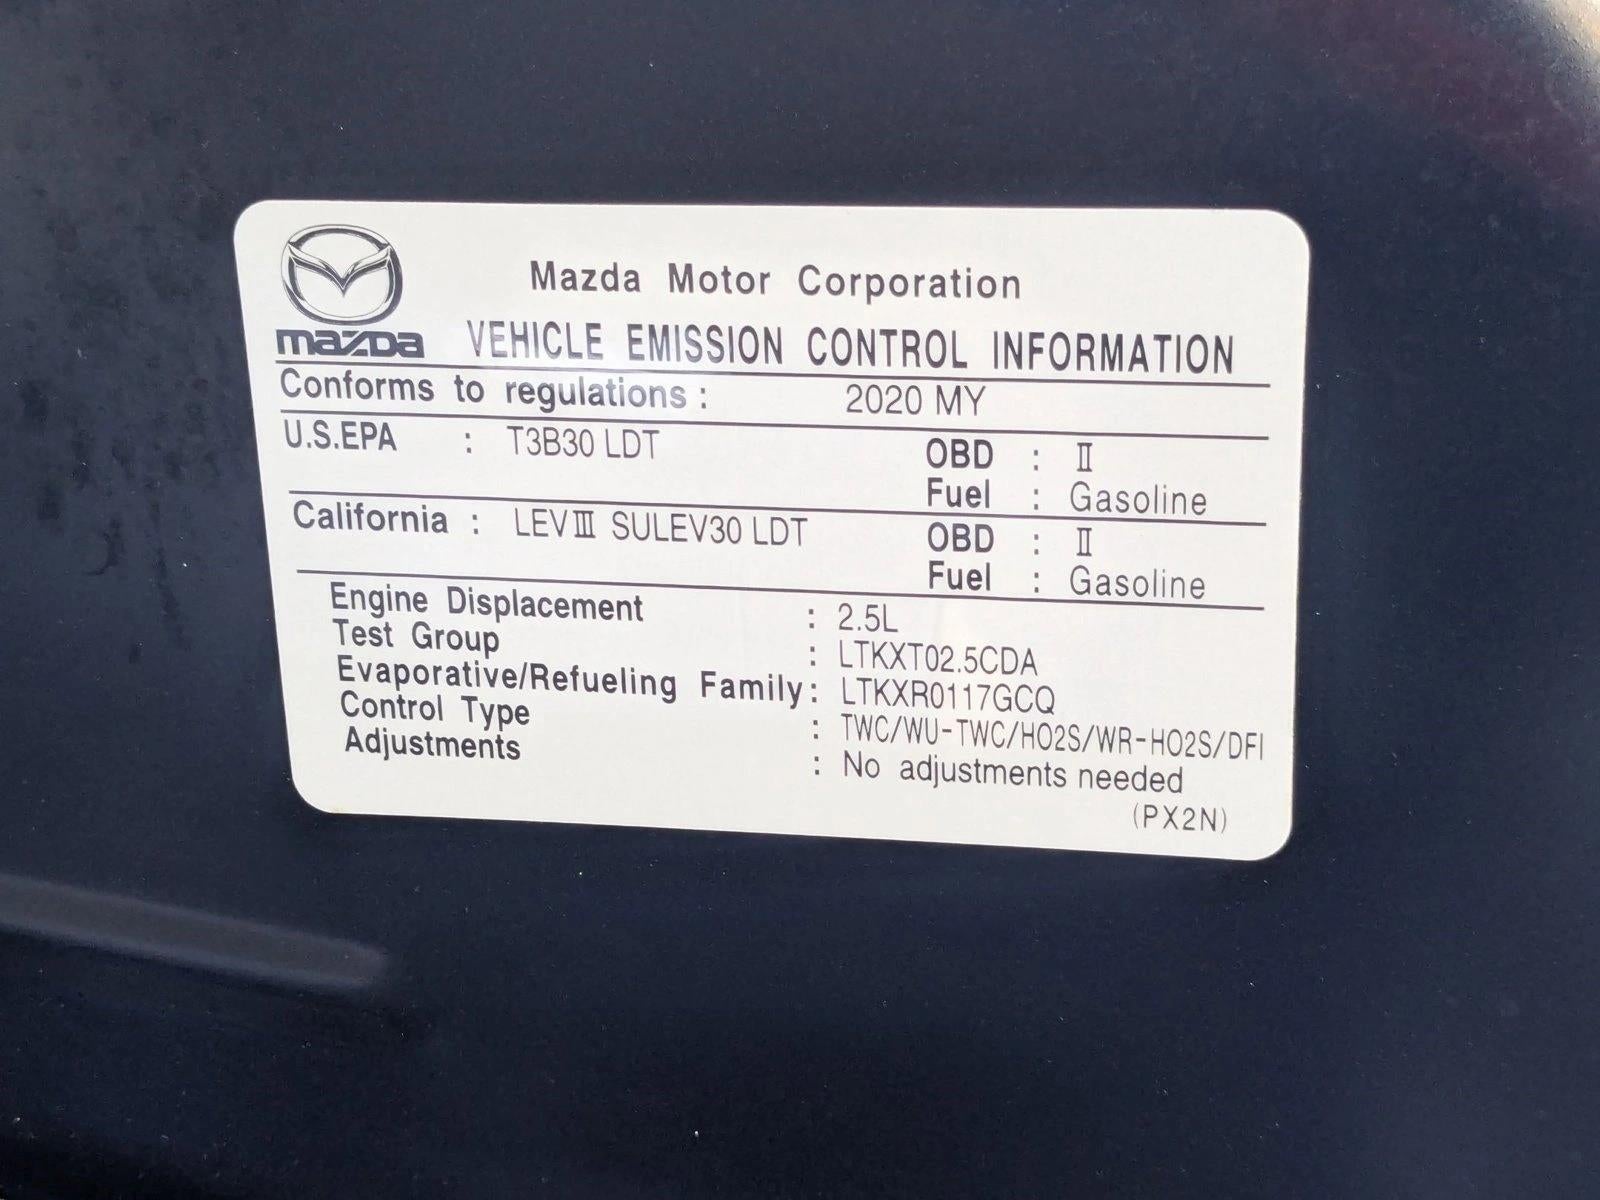 Mazda Motor Corporation
mazda VEHICLE EMISSION CONTROL INFORMATION
Conforms to regulations : 2020 MY
U.S.EPA : T3B30 LDT OBD : Ⅱ
Fuel : Gasoline
California : LEVⅢ SULEV30 LDT OBD : Ⅱ
Fuel : Gasoline
Engine Displacement : 2.5L
Test Group : LTKXT02.5CDA
Evaporative/Refueling Family : LTKXR0117GCQ
Control Type : TWC/WU-TWC/HO2S/WR-HO2S/DFI
Adjustments : No adjustments needed
(PX2N)